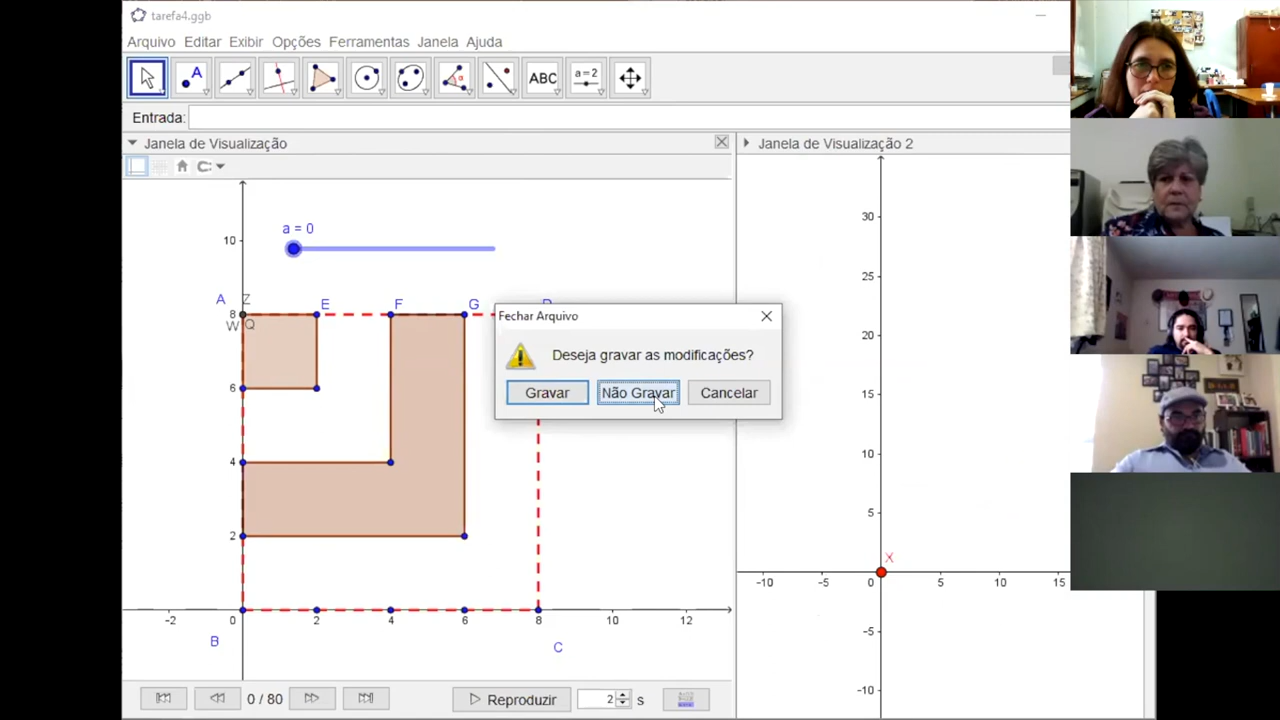 tarefa4.ggb
Arquivo Editar Exibir Opções Ferramentas Janela Ajuda
A ABC a=2
Entrada:
Janela de Visualização
Janela de Visualização 2
a = 0
10
8
6
4
2
0
-2
2
4
6
8
10
12
A Z E F G D
W Q
B
C
Fechar Arquivo
Deseja gravar as modificações?
Gravar Não Gravar Cancelar
30
25
20
15
10
5
X
-10 -5 0 5 10 15
-5
-10
0 / 80 Reproduzir 2 s